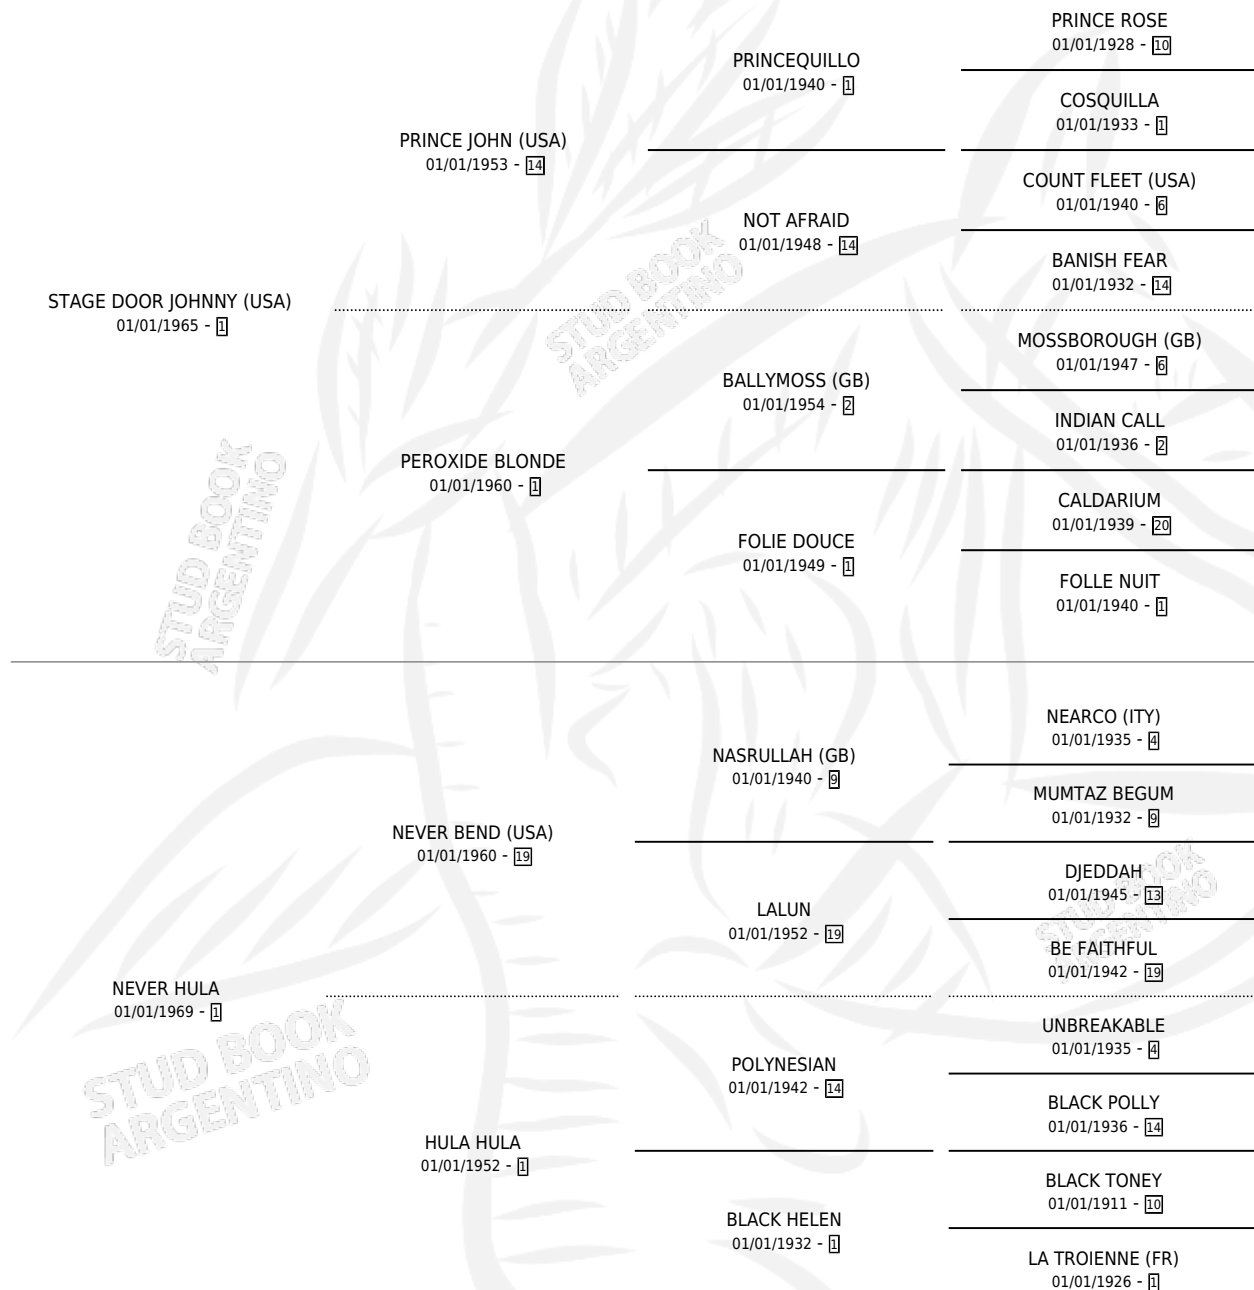 PRINCE ROSE
01/01/1928 - 10
PRINCEQUILLO
01/01/1940 - 1
COSQUILLA
01/01/1933 - 1
PRINCE JOHN (USA)
01/01/1953 - 14
COUNT FLEET (USA)
01/01/1940 - 6
NOT AFRAID
01/01/1948 - 14
BANISH FEAR
01/01/1932 - 14
STAGE DOOR JOHNNY (USA)
01/01/1965 - 1
MOSSBOROUGH (GB)
01/01/1947 - 6
BALLYMOSS (GB)
01/01/1954 - 2
INDIAN CALL
01/01/1936 - 2
PEROXIDE BLONDE
01/01/1960 - 1
CALDARIUM
01/01/1939 - 20
FOLIE DOUCE
01/01/1949 - 1
FOLLE NUIT
01/01/1940 - 1
STUD BOOK
ARGENTINO
STUD BOOK
ARGENTINO
NEARCO (ITY)
01/01/1935 - 4
NASRULLAH (GB)
01/01/1940 - 9
MUMTAZ BEGUM
01/01/1932 - 9
NEVER BEND (USA)
01/01/1960 - 19
DJEDDAH
01/01/1945 - 13
LALUN
01/01/1952 - 19
BE FAITHFUL
01/01/1942 - 19
NEVER HULA
01/01/1969 - 1
UNBREAKABLE
01/01/1935 - 4
POLYNESIAN
01/01/1942 - 14
BLACK POLLY
01/01/1936 - 14
HULA HULA
01/01/1952 - 1
BLACK TONEY
01/01/1911 - 10
BLACK HELEN
01/01/1932 - 1
LA TROIENNE (FR)
01/01/1926 - 1
STUD BOOK
ARGENTINO
STUD BOOK
ARGENTINO